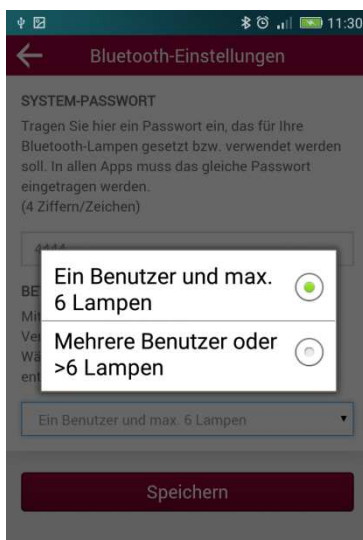 11:30
Bluetooth-Einstellungen
SYSTEM-PASSWORT
Tragen Sie hier ein Passwort ein, das für Ihre
Bluetooth-Lampen gesetzt bzw. verwendet werden
soll. In allen Apps muss das gleiche Passwort
eingetragen werden.
(4 Ziffern/Zeichen)
4444
Ein Benutzer und max.
6 Lampen
Mehrere Benutzer oder
>6 Lampen
Ein Benutzer und max. 6 Lampen
Speichern